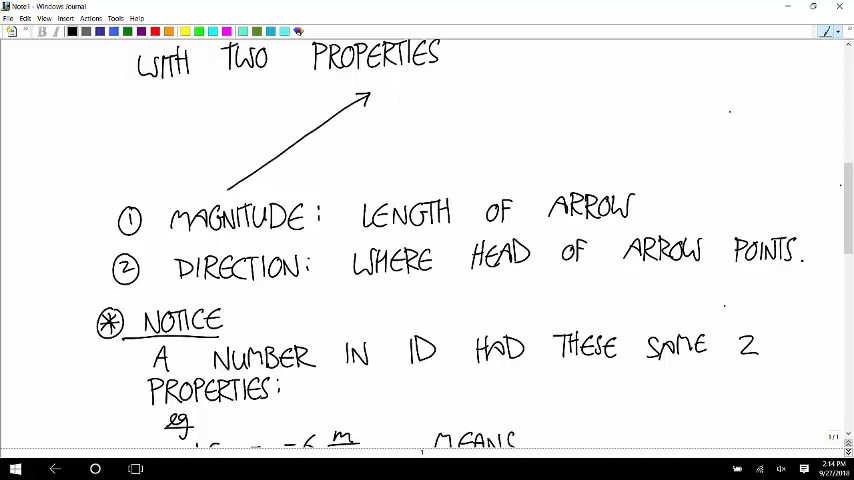 Note1 - Windows Journal
File Edit View Insert Actions Tools Help
B I
WITH TWO PROPERTIES
① MAGNITUDE: LENGTH OF ARROW
② DIRECTION: WHERE HEAD OF ARROW POINTS.
* NOTICE
A NUMBER IN 1D HAD THESE SAME 2
PROPERTIES:
eg
m MEANS
1/1
1
2:14 PM
9/27/2018